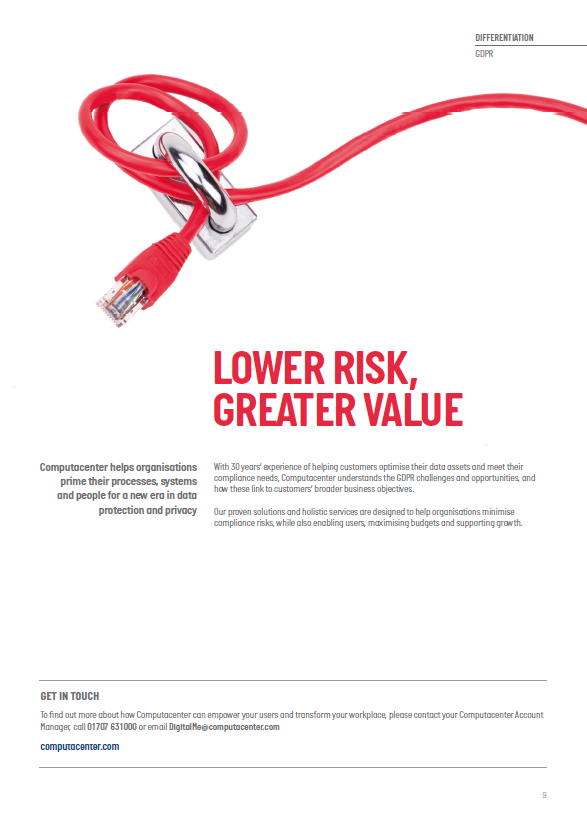 DIFFERENTIATION
GDPR
LOWER RISK,
GREATER VALUE
Computacenter helps organisations
prime their processes, systems
and people for a new era in data
protection and privacy
With 30 years' experience of helping customers optimise their data assets and meet their
compliance needs, Computacenter understands the GDPR challenges and opportunities, and
how these link to customers' broader business objectives.
Our proven solutions and holistic services are designed to help organisations minimise
compliance risks, while also enabling users, maximising budgets and supporting growth.
GET IN TOUCH
To find out more about how Computacenter can empower your users and transform your workplace, please contact your Computacenter Account
Manager, call 01707 631000 or email DigitalMe@computacenter.com
computacenter.com
9